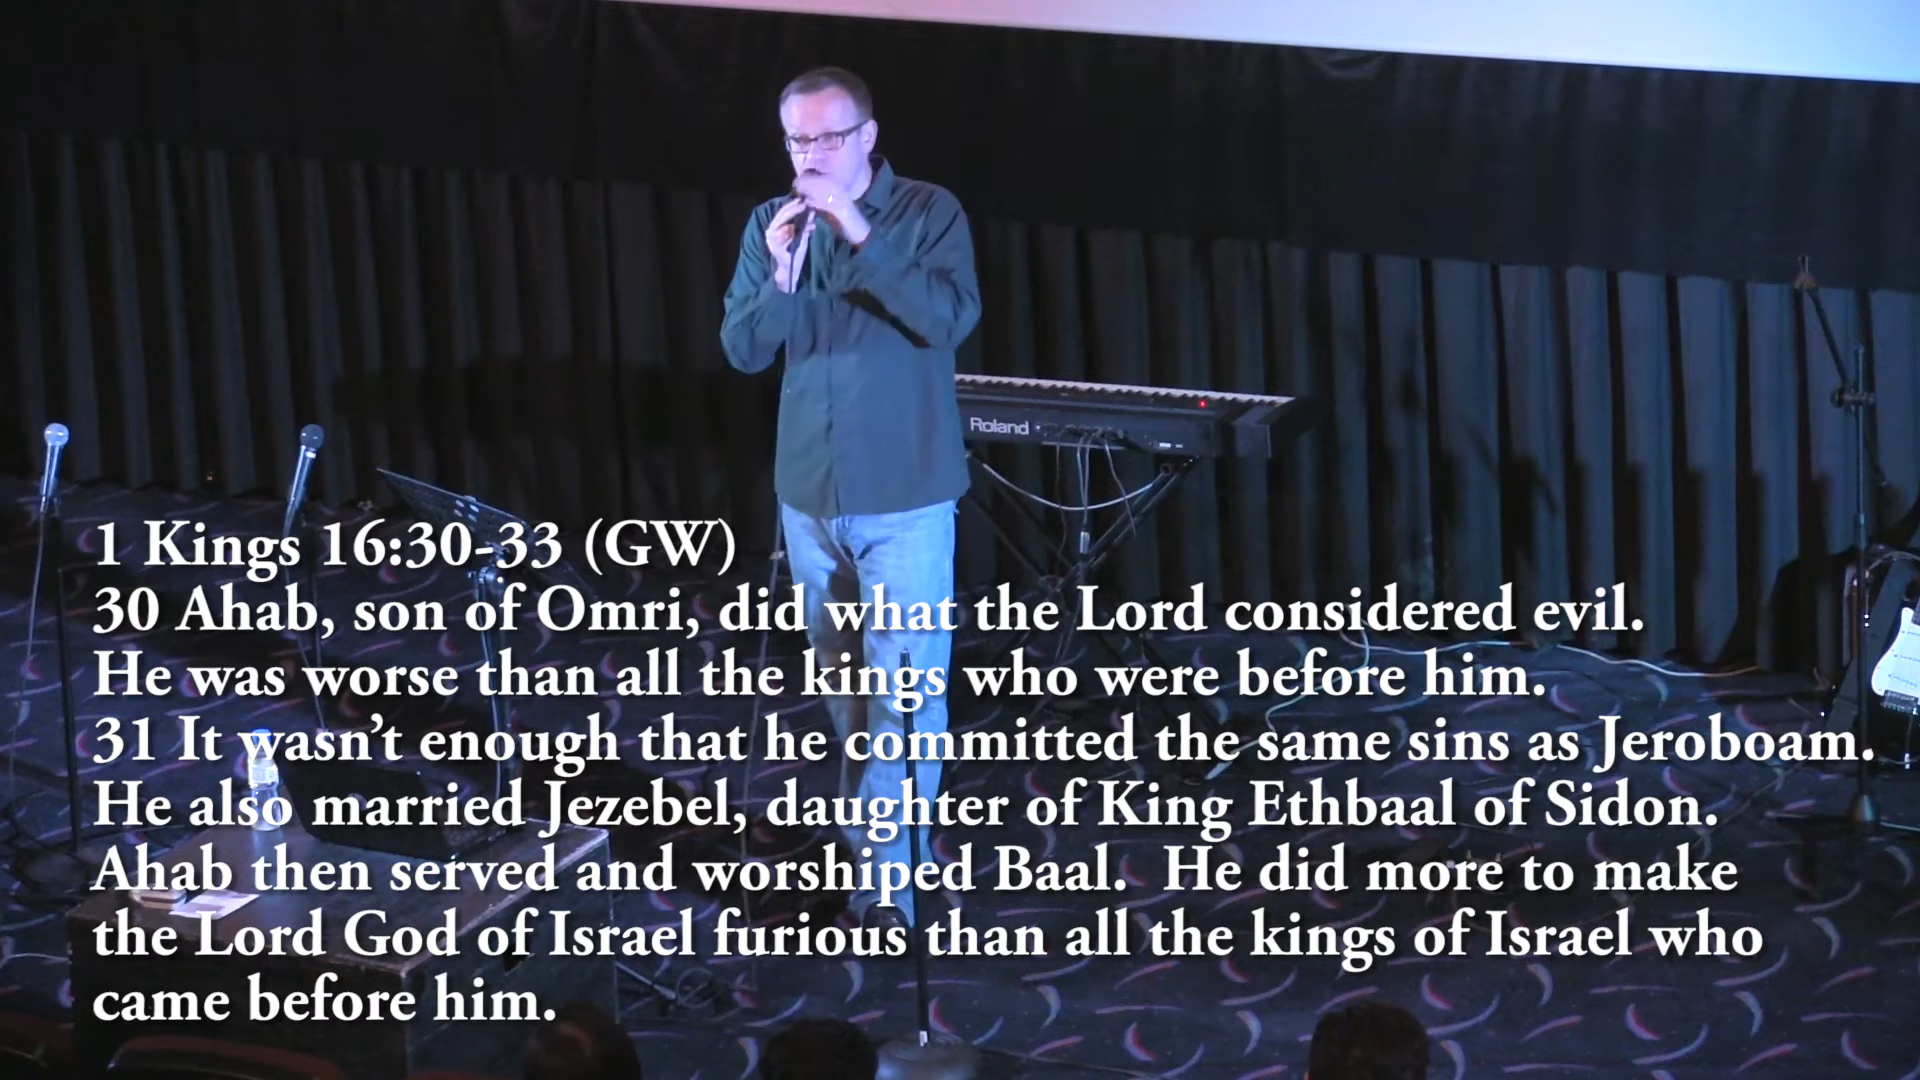 Roland
1 Kings 16:30-33 (GW)
30 Ahab, son of Omri, did what the Lord considered evil.
He was worse than all the kings who were before him.
31 It wasn’t enough that he committed the same sins as Jeroboam.
He also married Jezebel, daughter of King Ethbaal of Sidon.
Ahab then served and worshiped Baal.  He did more to make
the Lord God of Israel furious than all the kings of Israel who
came before him.